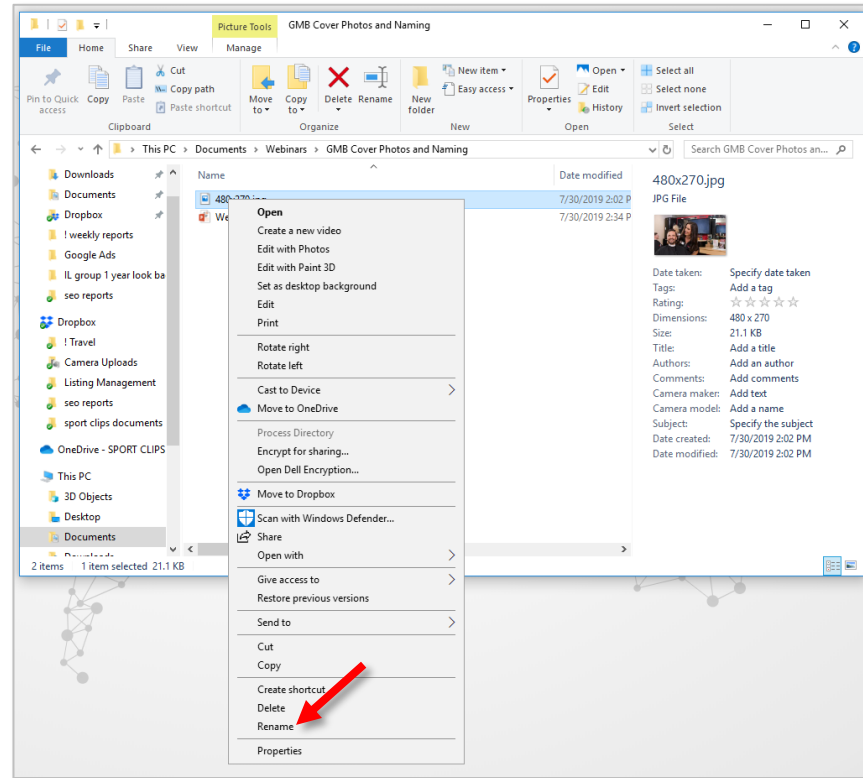 Picture Tools GMB Cover Photos and Naming
File Home Share View Manage
Pin to Quick access
Copy
Paste
Cut
Copy path
Paste shortcut
Clipboard
Move to
Copy to
Delete
Rename
Organize
New folder
New item
Easy access
New
Properties
Open
Edit
History
Open
Select all
Select none
Invert selection
Select
This PC > Documents > Webinars > GMB Cover Photos and Naming
Search GMB Cover Photos an...
Downloads
Documents
Dropbox
! weekly reports
Google Ads
IL group 1 year look ba
seo reports
Dropbox
! Travel
Camera Uploads
Listing Management
seo reports
sport clips documents
OneDrive - SPORT CLIPS
This PC
3D Objects
Desktop
Documents
Downloads
Name Date modified
480x270.jpg 7/30/2019 2:02 P
We 7/30/2019 2:34 P
Open
Create a new video
Edit with Photos
Edit with Paint 3D
Set as desktop background
Edit
Print
Rotate right
Rotate left
Cast to Device
Move to OneDrive
Process Directory
Encrypt for sharing...
Open Dell Encryption...
Move to Dropbox
Scan with Windows Defender...
Share
Open with
Give access to
Restore previous versions
Send to
Cut
Copy
Create shortcut
Delete
Rename
Properties
480x270.jpg
JPG File
Date taken: Specify date taken
Tags: Add a tag
Rating:
Dimensions: 480 x 270
Size: 21.1 KB
Title: Add a title
Authors: Add an author
Comments: Add comments
Camera maker: Add text
Camera model: Add a name
Subject: Specify the subject
Date created: 7/30/2019 2:02 PM
Date modified: 7/30/2019 2:02 PM
2 items 1 item selected 21.1 KB